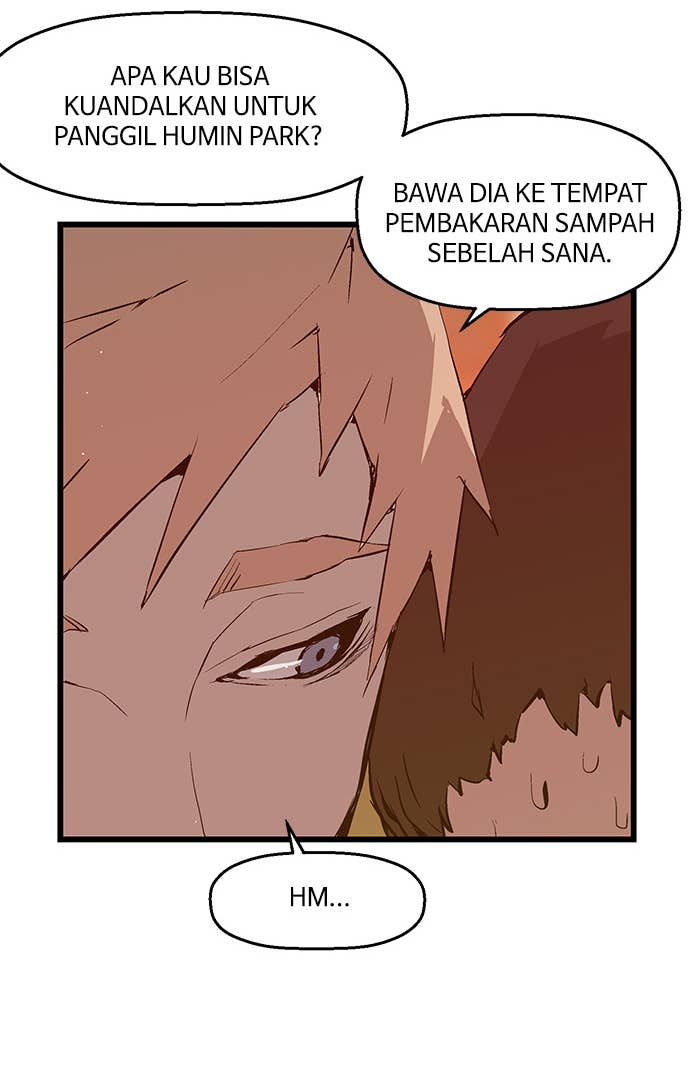 APA KAU BISA
KUANDALKAN UNTUK
PANGGIL HUMIN PARK?
BAWA DIA KE TEMPAT
PEMBAKARAN SAMPAH
SEBELAH SANA.
HM...